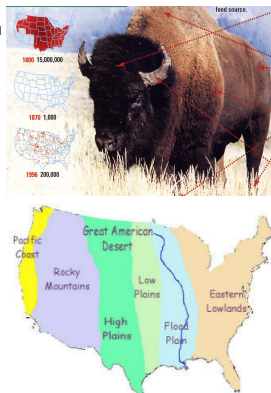 food source.
1800 15,000,000
1870 1,000
1996 200,000
Great American
Desert
Pacific
Coast
Rocky
Mountains
Low
Plains
Eastern
Lowlands
High
Plains
Flood
Plain